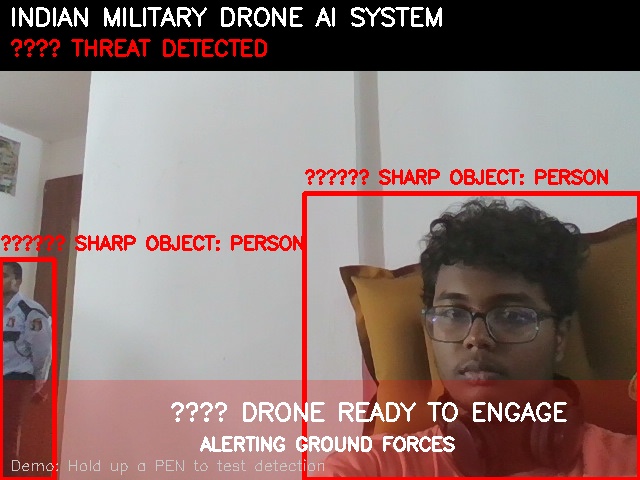 INDIAN MILITARY DRONE AI SYSTEM
???? THREAT DETECTED
?????? SHARP OBJECT: PERSON
?????? SHARP OBJECT: PERSON
???? DRONE READY TO ENGAGE
ALERTING GROUND FORCES
Demo: Hold up a PEN to test detection